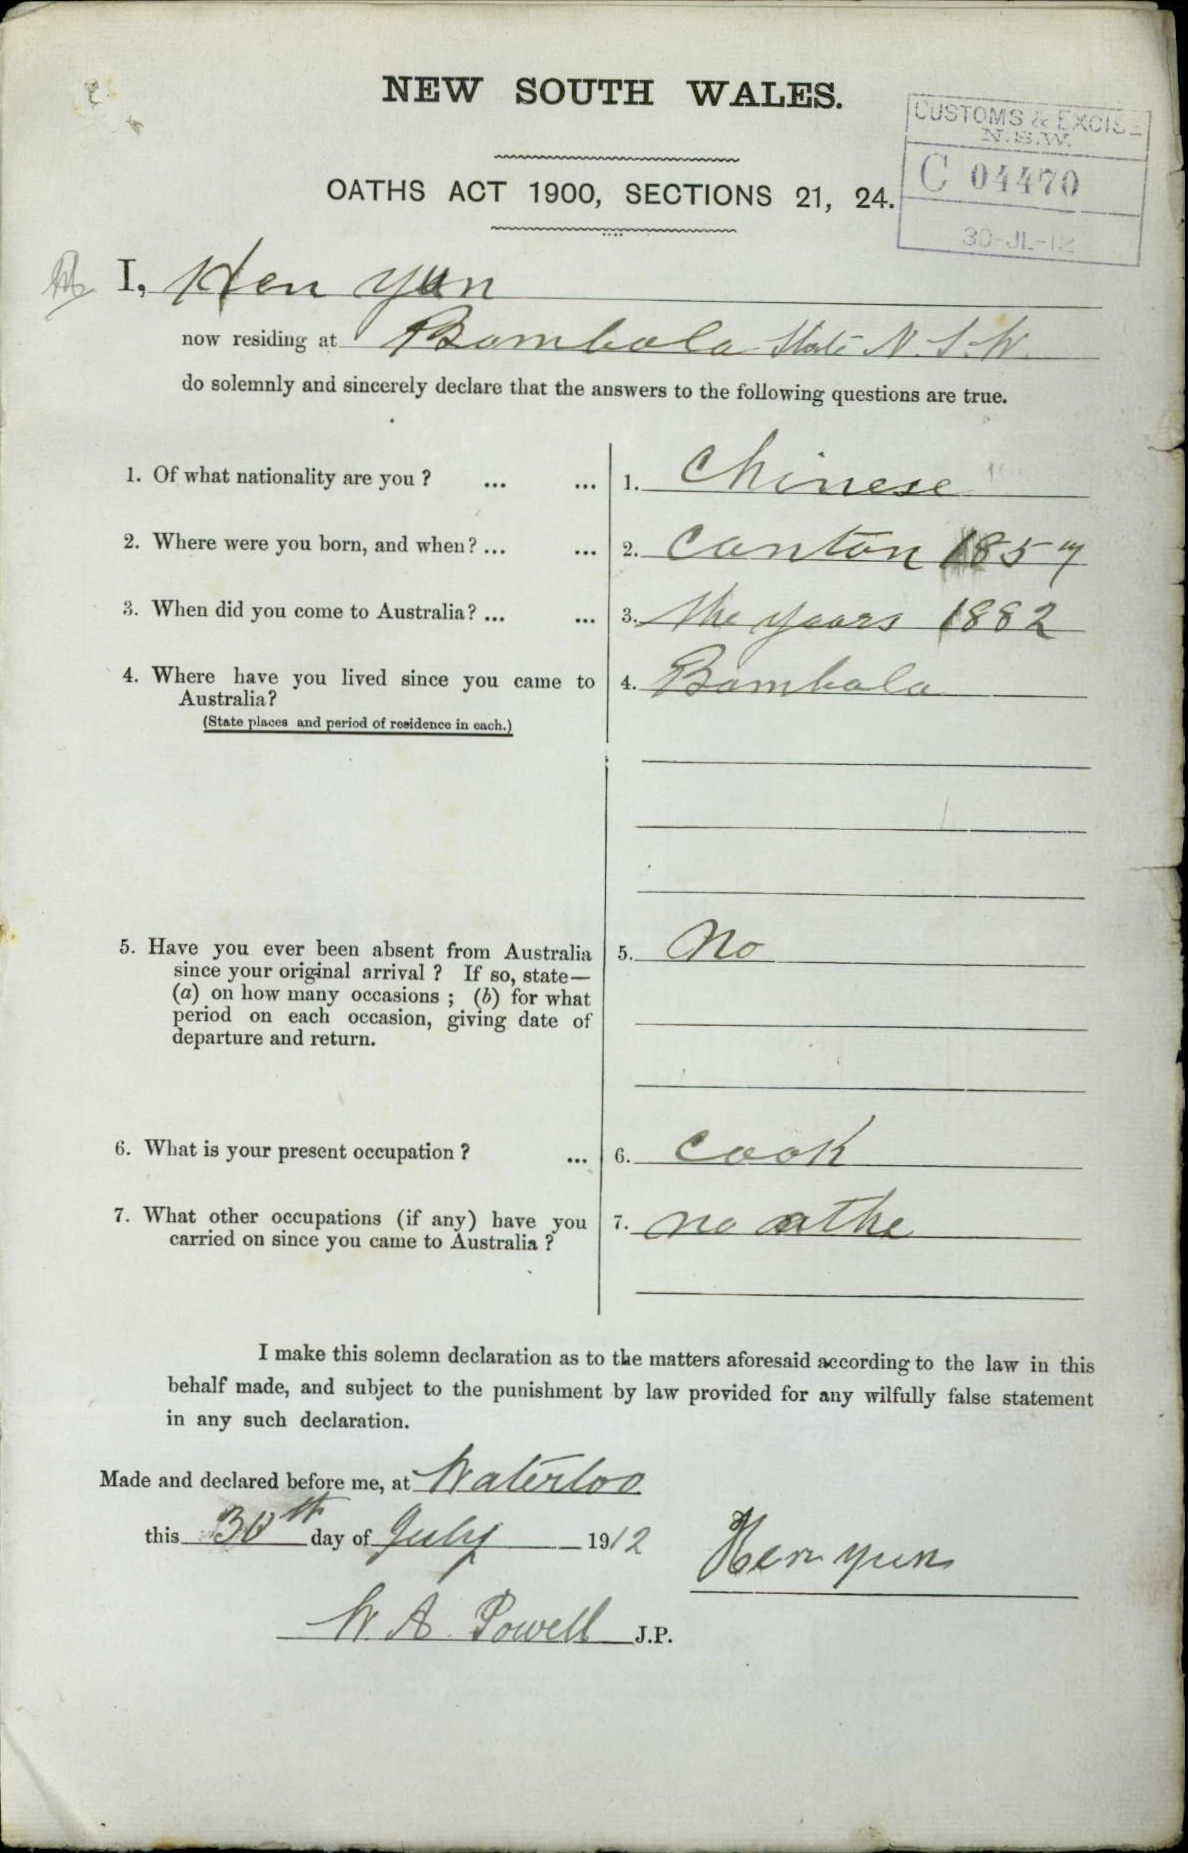 NEW SOUTH WALES.
CUSTOMS & EXCISE
N.S.W.
C 04470
30-JL-12
OATHS ACT 1900, SECTIONS 21, 24.
I, Hen Yun
now residing at Bombala State N.S.W.
do solemnly and sincerely declare that the answers to the following questions are true.
1. Of what nationality are you ? ... ... 1. Chinese
2. Where were you born, and when? ... ... 2. Canton 1857
3. When did you come to Australia? ... ... 3. the years 1882
4. Where have you lived since you came to 4. Bombala
Australia?
(State places and period of residence in each.)
5. Have you ever been absent from Australia 5. No
since your original arrival ? If so, state—
(a) on how many occasions ; (b) for what
period on each occasion, giving date of
departure and return.
6. What is your present occupation ? ... 6. cook
7. What other occupations (if any) have you 7. no othe
carried on since you came to Australia ?
I make this solemn declaration as to the matters aforesaid according to the law in this
behalf made, and subject to the punishment by law provided for any wilfully false statement
in any such declaration.
Made and declared before me, at Waterloo
this 30th day of July 1912
Hen yun
W. A. Powell J.P.